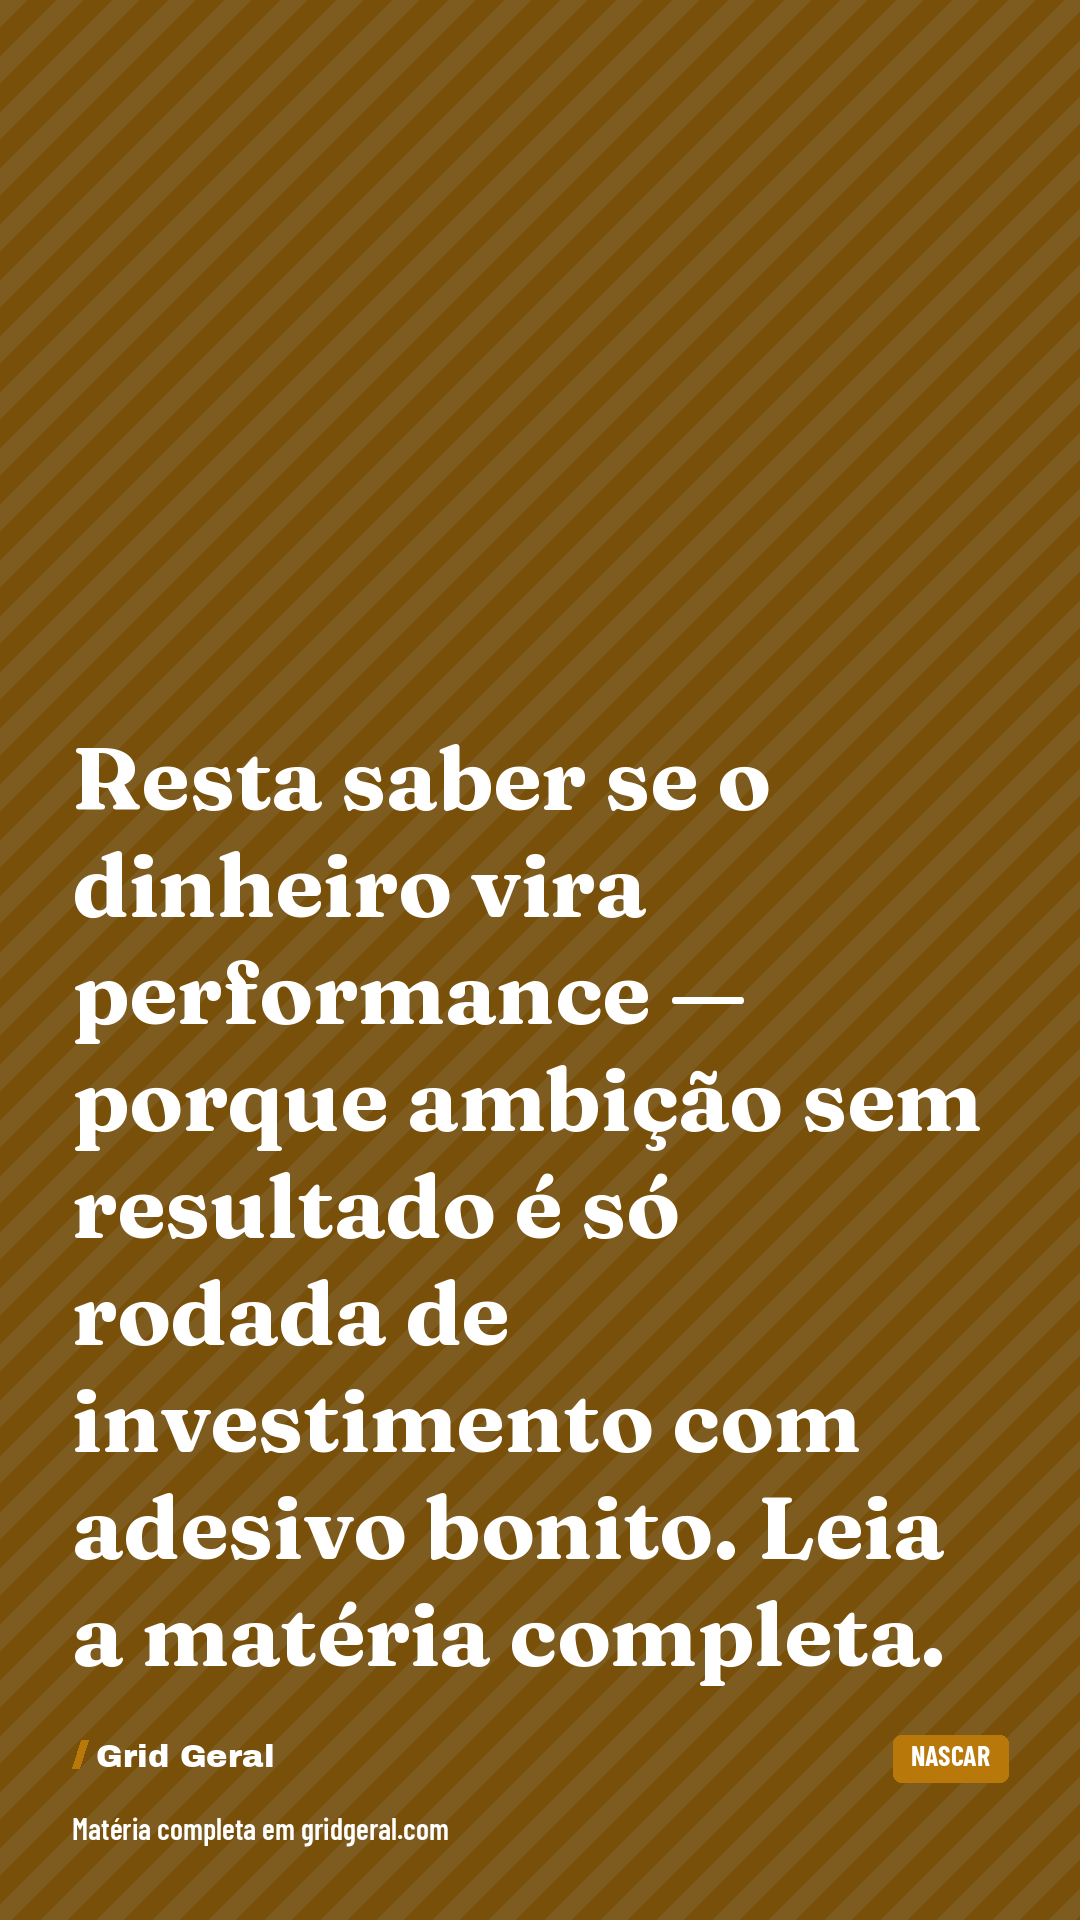 Resta saber se o
dinheiro vira
performance —
porque ambição sem
resultado é só
rodada de
investimento com
adesivo bonito. Leia
a matéria completa.
/ Grid Geral
NASCAR
Matéria completa em gridgeral.com